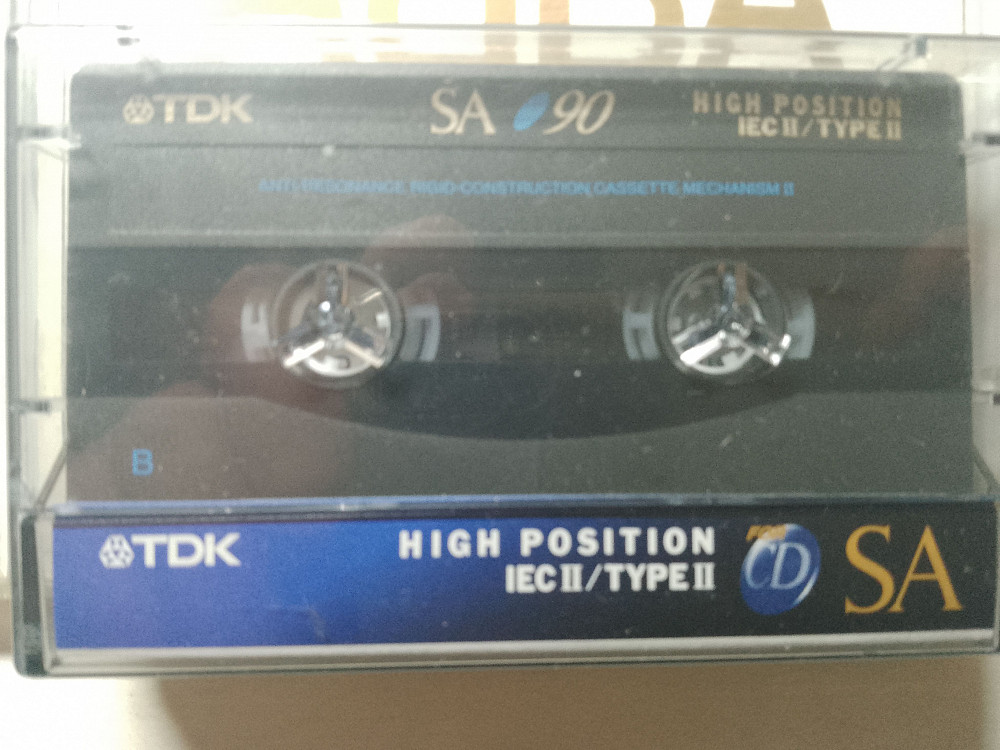 TDK SA 90 HIGH POSITION
IEC II/TYPE II
ANTI-RESONANCE RIGID-CONSTRUCTION CASSETTE MECHANISM II
B
TDK HIGH POSITION
IEC II/TYPE II
FOR CD
SA